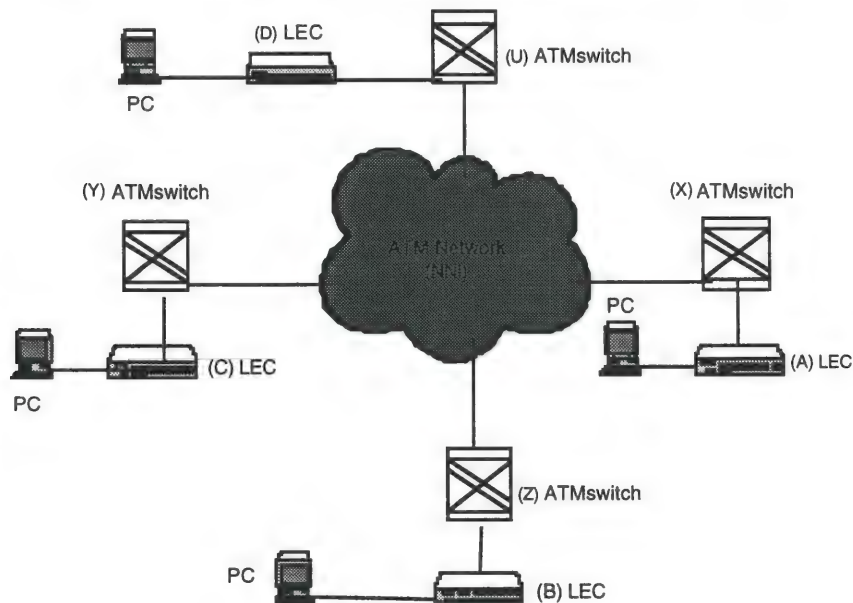 (D) LEC
(U) ATMswitch
PC
(Y) ATMswitch
(X) ATMswitch
ATM Network
(NNI)
PC
(C) LEC
(A) LEC
PC
(Z) ATMswitch
PC
(B) LEC